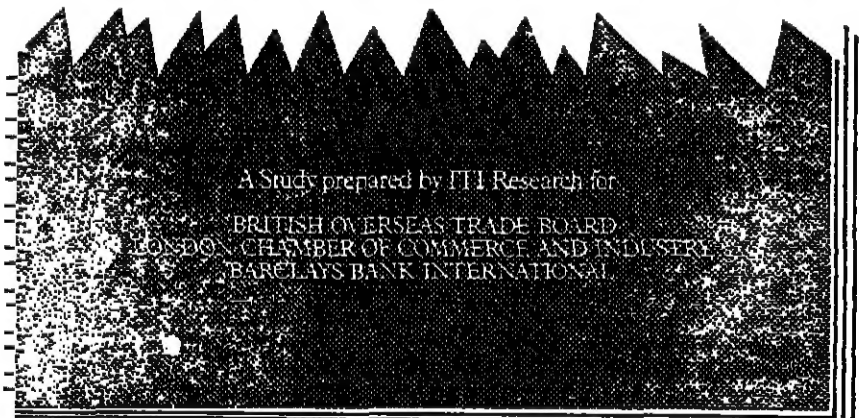 A Study prepared by ITI Research for
BRITISH OVERSEAS TRADE BOARD
LONDON CHAMBER OF COMMERCE AND INDUSTRY
BARCLAYS BANK INTERNATIONAL